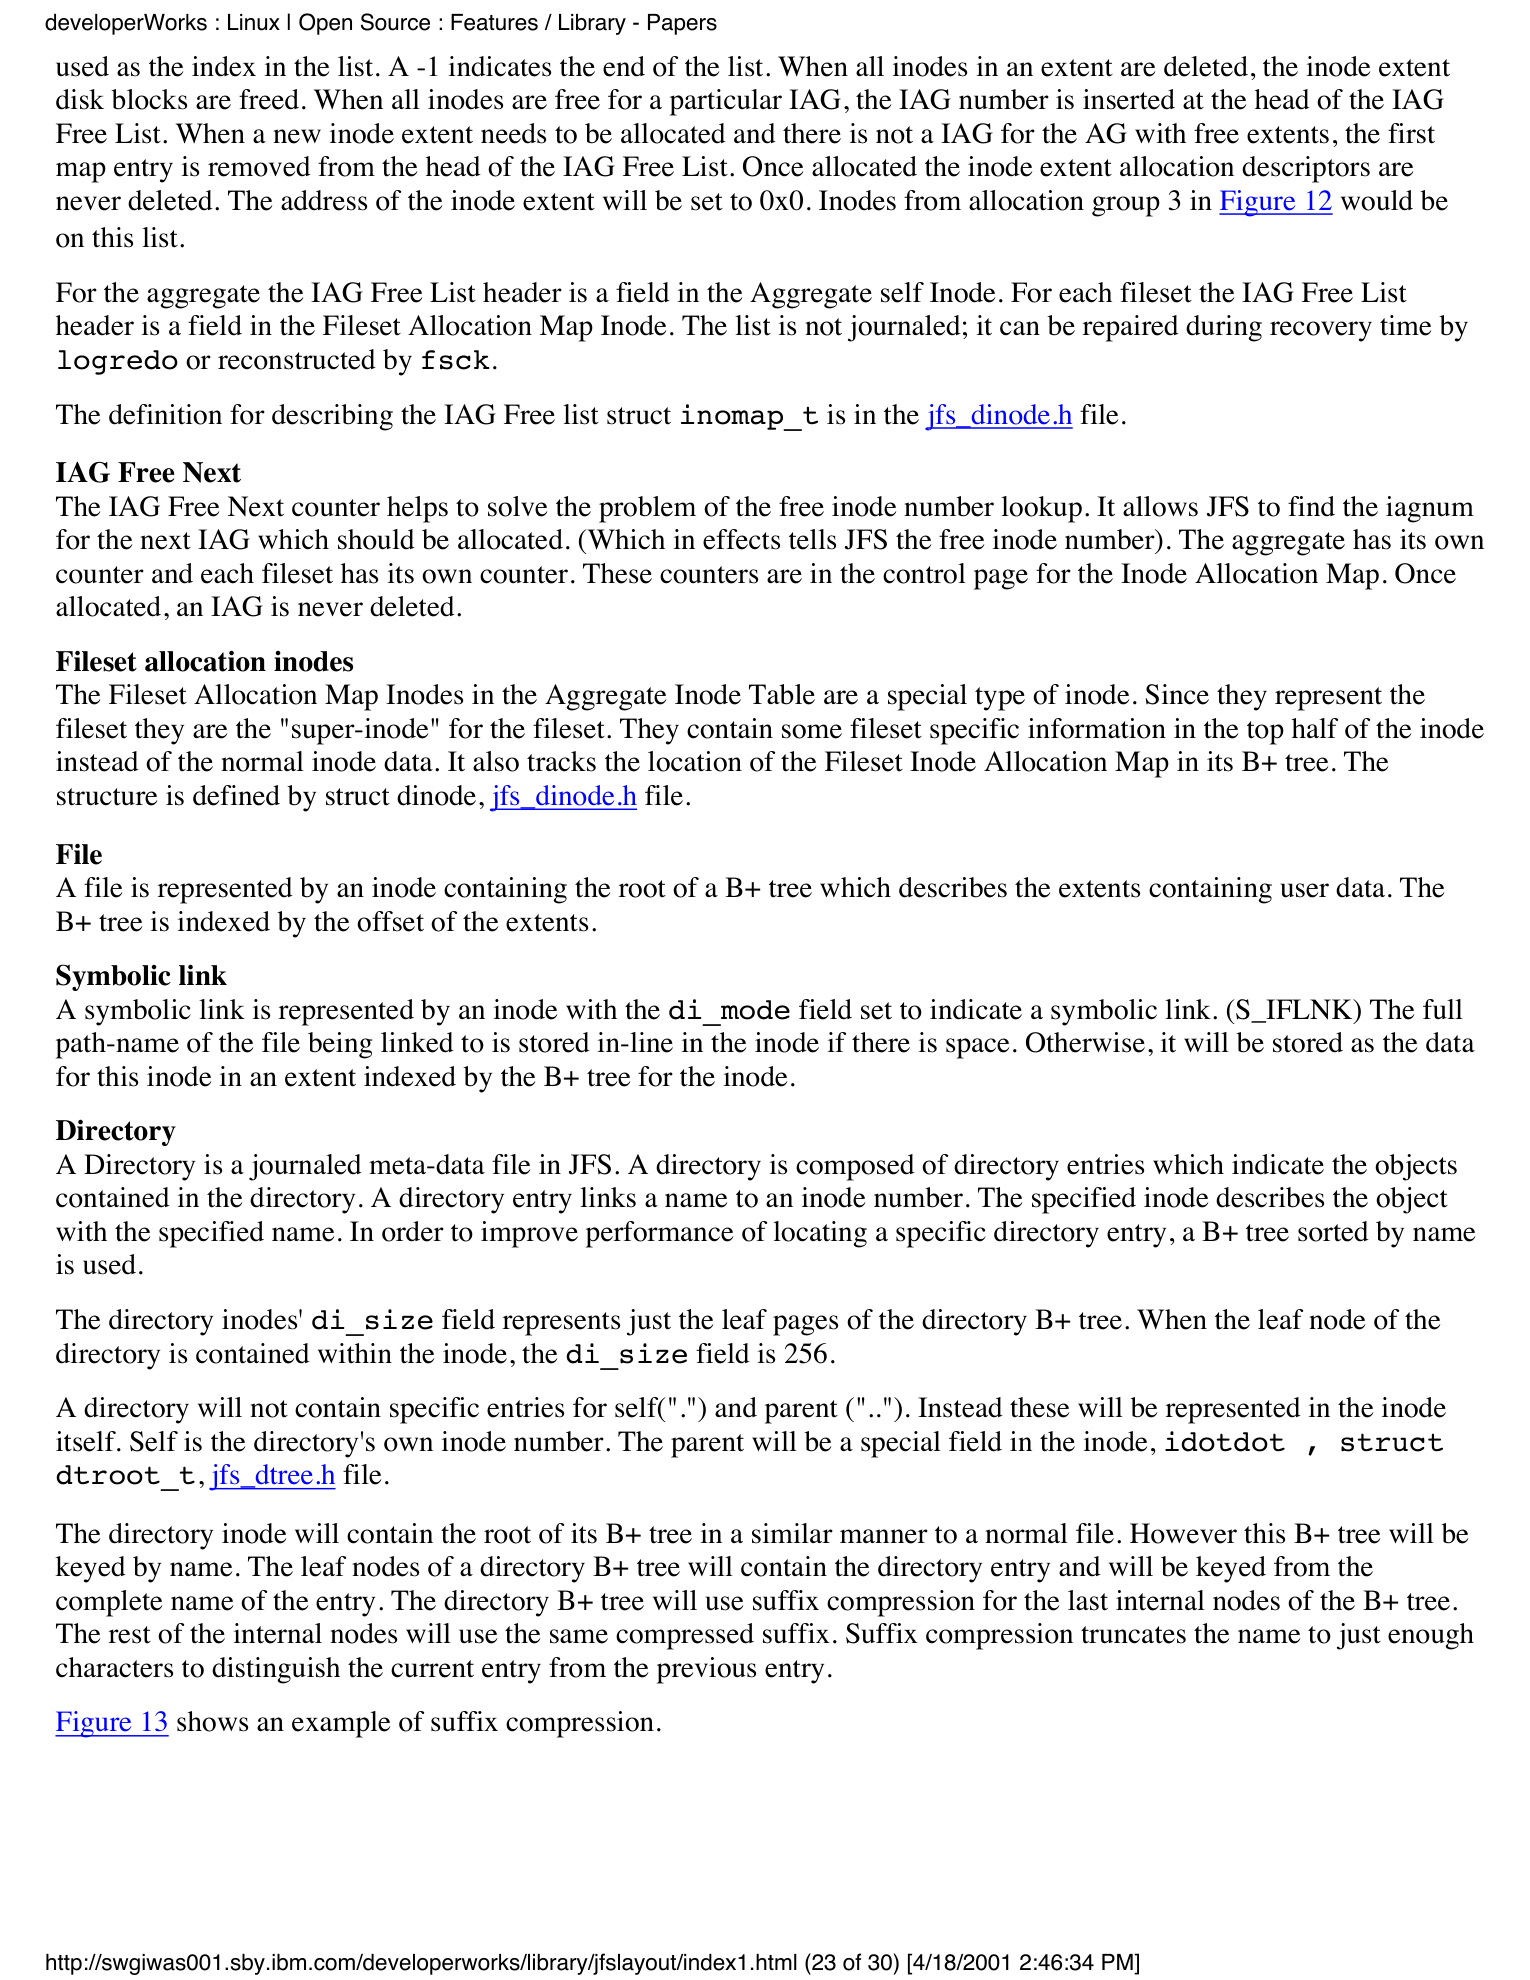 developerWorks : Linux | Open Source : Features / Library - Papers
used as the index in the list. A -1 indicates the end of the list. When all inodes in an extent are deleted, the inode extent
disk blocks are freed. When all inodes are free for a particular IAG, the IAG number is inserted at the head of the IAG
Free List. When a new inode extent needs to be allocated and there is not a IAG for the AG with free extents, the first
map entry is removed from the head of the IAG Free List. Once allocated the inode extent allocation descriptors are
never deleted. The address of the inode extent will be set to 0x0. Inodes from allocation group 3 in Figure 12 would be
on this list.
For the aggregate the IAG Free List header is a field in the Aggregate self Inode. For each fileset the IAG Free List
header is a field in the Fileset Allocation Map Inode. The list is not journaled; it can be repaired during recovery time by
logredo or reconstructed by fsck.
The definition for describing the IAG Free list struct inomap_t is in the jfs_dinode.h file.
IAG Free Next
The IAG Free Next counter helps to solve the problem of the free inode number lookup. It allows JFS to find the iagnum
for the next IAG which should be allocated. (Which in effects tells JFS the free inode number). The aggregate has its own
counter and each fileset has its own counter. These counters are in the control page for the Inode Allocation Map. Once
allocated, an IAG is never deleted.
Fileset allocation inodes
The Fileset Allocation Map Inodes in the Aggregate Inode Table are a special type of inode. Since they represent the
fileset they are the "super-inode" for the fileset. They contain some fileset specific information in the top half of the inode
instead of the normal inode data. It also tracks the location of the Fileset Inode Allocation Map in its B+ tree. The
structure is defined by struct dinode, jfs_dinode.h file.
File
A file is represented by an inode containing the root of a B+ tree which describes the extents containing user data. The
B+ tree is indexed by the offset of the extents.
Symbolic link
A symbolic link is represented by an inode with the di_mode field set to indicate a symbolic link. (S_IFLNK) The full
path-name of the file being linked to is stored in-line in the inode if there is space. Otherwise, it will be stored as the data
for this inode in an extent indexed by the B+ tree for the inode.
Directory
A Directory is a journaled meta-data file in JFS. A directory is composed of directory entries which indicate the objects
contained in the directory. A directory entry links a name to an inode number. The specified inode describes the object
with the specified name. In order to improve performance of locating a specific directory entry, a B+ tree sorted by name
is used.
The directory inodes' di_size field represents just the leaf pages of the directory B+ tree. When the leaf node of the
directory is contained within the inode, the di_size field is 256.
A directory will not contain specific entries for self(".") and parent (".."). Instead these will be represented in the inode
itself. Self is the directory's own inode number. The parent will be a special field in the inode, idotdot , struct
dtroot_t, jfs_dtree.h file.
The directory inode will contain the root of its B+ tree in a similar manner to a normal file. However this B+ tree will be
keyed by name. The leaf nodes of a directory B+ tree will contain the directory entry and will be keyed from the
complete name of the entry. The directory B+ tree will use suffix compression for the last internal nodes of the B+ tree.
The rest of the internal nodes will use the same compressed suffix. Suffix compression truncates the name to just enough
characters to distinguish the current entry from the previous entry.
Figure 13 shows an example of suffix compression.
http://swgiwas001.sby.ibm.com/developerworks/library/jfslayout/index1.html (23 of 30) [4/18/2001 2:46:34 PM]